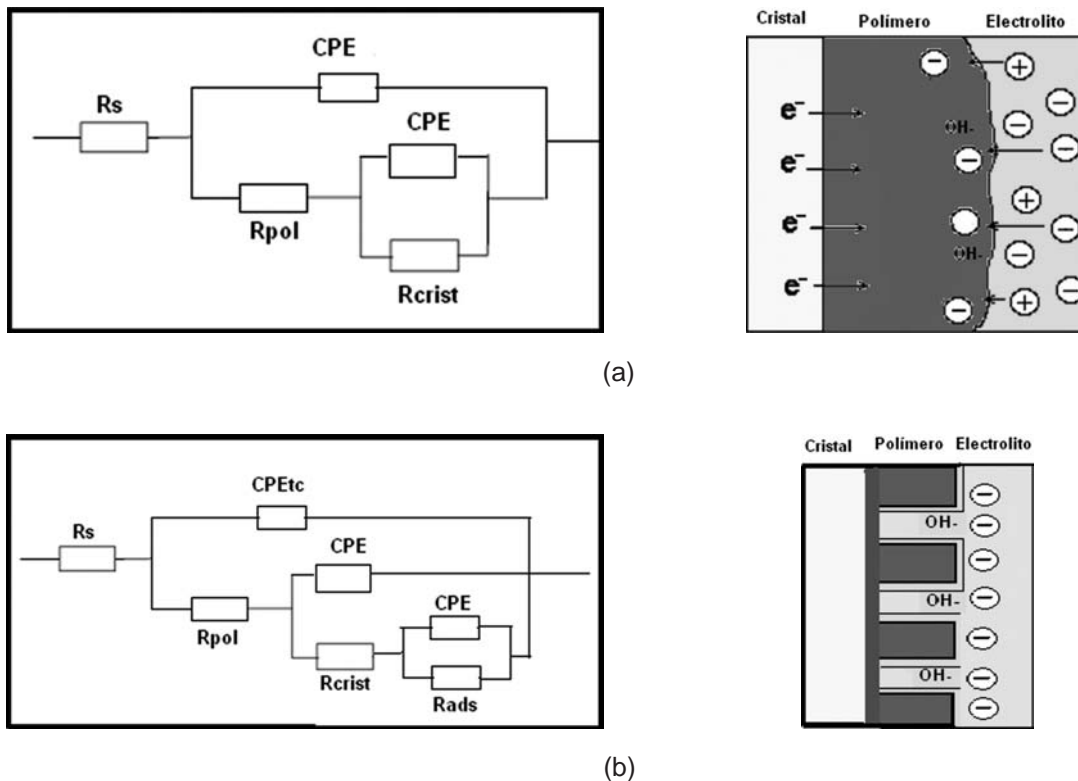 CPE
Rs
CPE
Rpol
Rcrist
Cristal Polímero Electrolito
e⁻
OH-
e⁻
e⁻
OH-
e⁻
(a)
CPEtc
Rs
CPE
CPE
Rpol
Rcrist
Rads
Cristal Polímero Electrolito
OH-
OH-
OH-
(b)